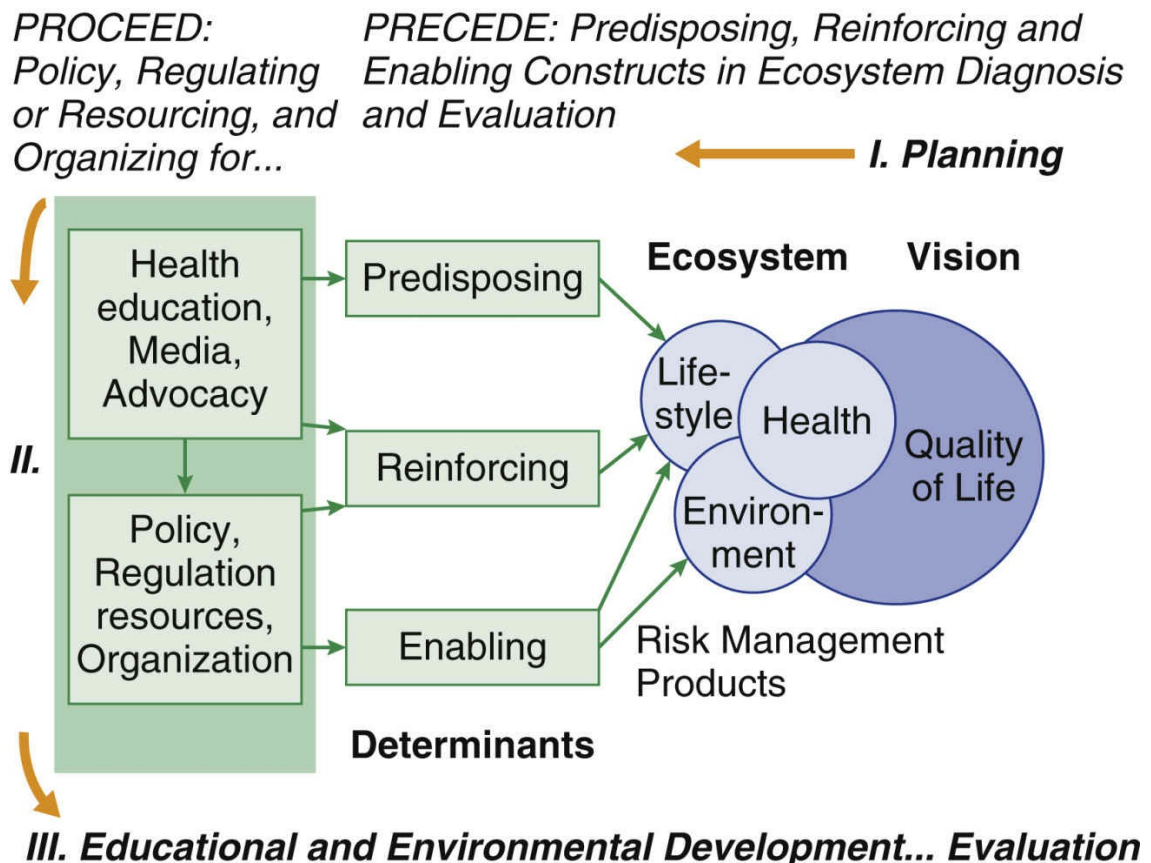 PROCEED:
Policy, Regulating
or Resourcing, and
Organizing for...
PRECEDE: Predisposing, Reinforcing and
Enabling Constructs in Ecosystem Diagnosis
and Evaluation
I. Planning
Health
education,
Media,
Advocacy
II.
Policy,
Regulation
resources,
Organization
Predisposing
Reinforcing
Enabling
Determinants
Ecosystem
Vision
Life-
style
Health
Environ-
ment
Quality
of Life
Risk Management
Products
III. Educational and Environmental Development... Evaluation